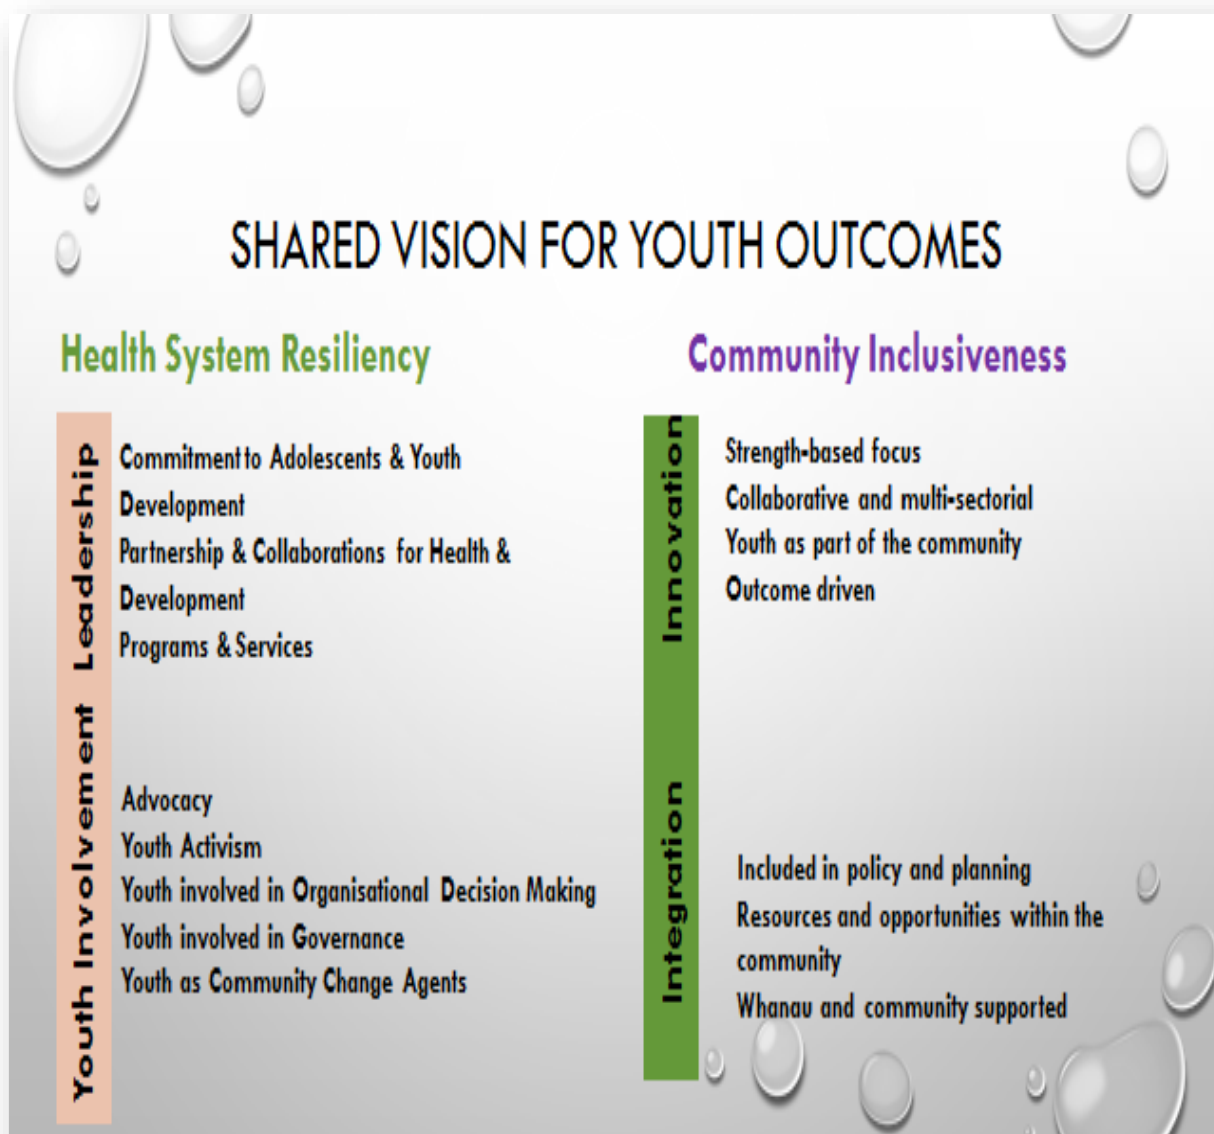 SHARED VISION FOR YOUTH OUTCOMES
Health System Resiliency
Leadership
Commitment to Adolescents & Youth
Development
Partnership & Collaborations for Health &
Development
Programs & Services
Youth Involvement
Advocacy
Youth Activism
Youth involved in Organisational Decision Making
Youth involved in Governance
Youth as Community Change Agents
Community Inclusiveness
Innovation
Strength-based focus
Collaborative and multi-sectorial
Youth as part of the community
Outcome driven
Integration
Included in policy and planning
Resources and opportunities within the
community
Whanau and community supported